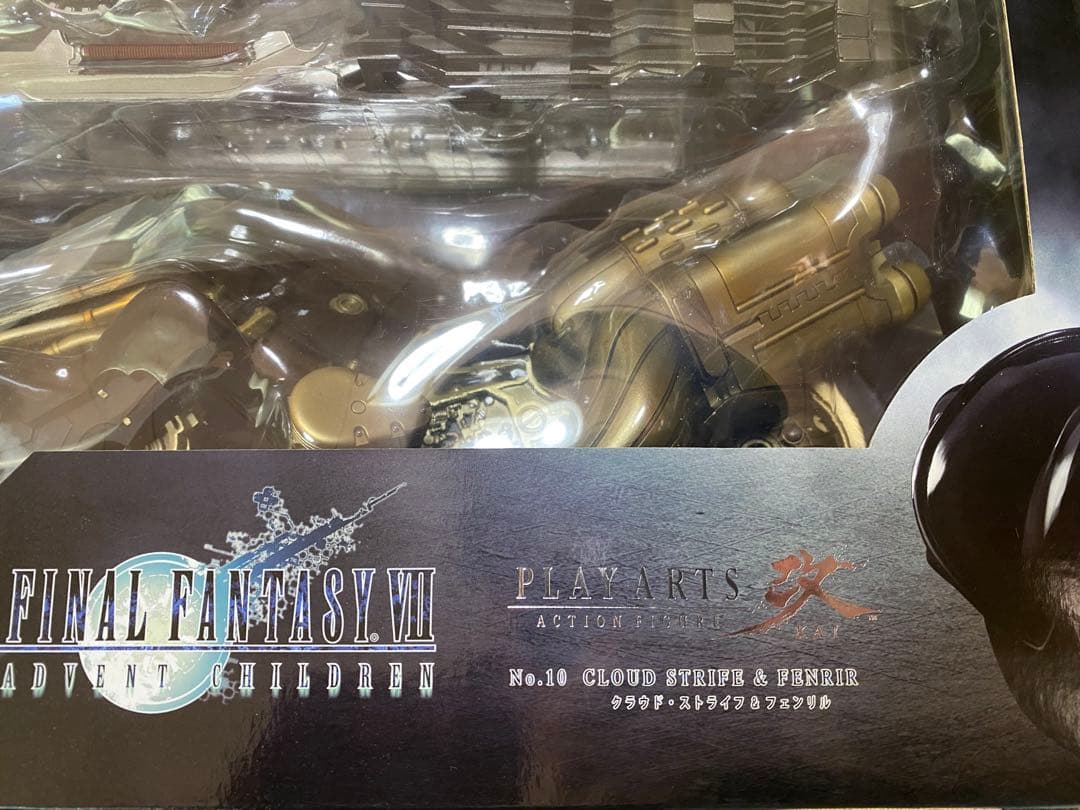 FINAL FANTASY. VII
ADVENT CHILDREN
PLAY ARTS 改
ACTION FIGURE KAI ™
No.10 CLOUD STRIFE & FENRIR
クラウド・ストライフ&フェンリル